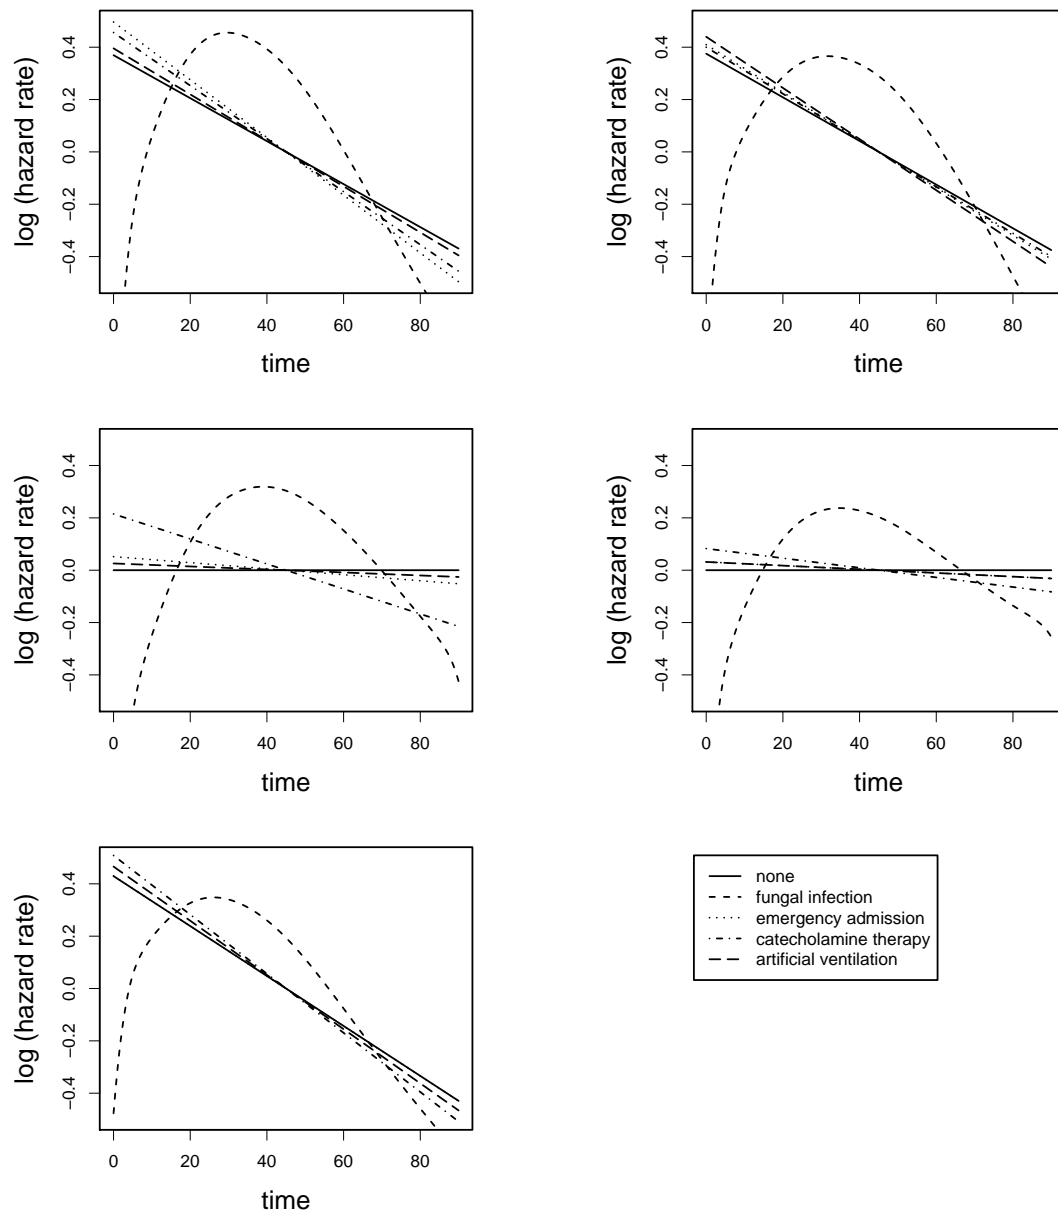 log (hazard rate)
0.4
0.2
0.0
−0.2
−0.4
0 20 40 60 80
time
log (hazard rate)
0.4
0.2
0.0
−0.2
−0.4
0 20 40 60 80
time
log (hazard rate)
0.4
0.2
0.0
−0.2
−0.4
0 20 40 60 80
time
log (hazard rate)
0.4
0.2
0.0
−0.2
−0.4
0 20 40 60 80
time
log (hazard rate)
0.4
0.2
0.0
−0.2
−0.4
0 20 40 60 80
time
none
fungal infection
emergency admission
catecholamine therapy
artificial ventilation